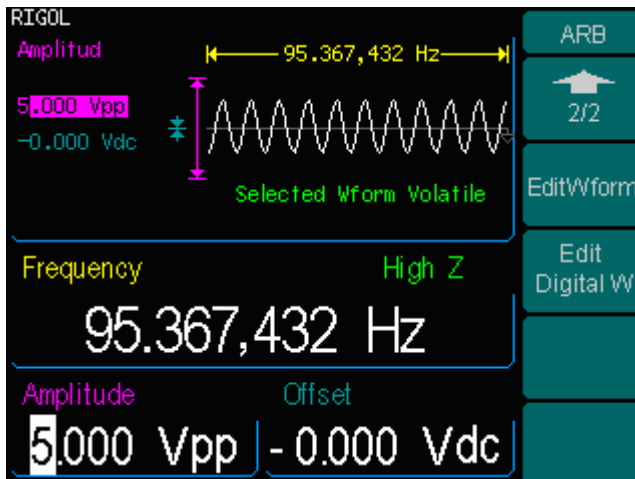 RIGOL
Amplitud
95.367,432 Hz
5.000 Vpp
-0.000 Vdc
Selected Wform Volatile
Frequency
High Z
95.367,432 Hz
Amplitude
Offset
5.000 Vpp
- 0.000 Vdc
ARB
2/2
EditWform
Edit
Digital W